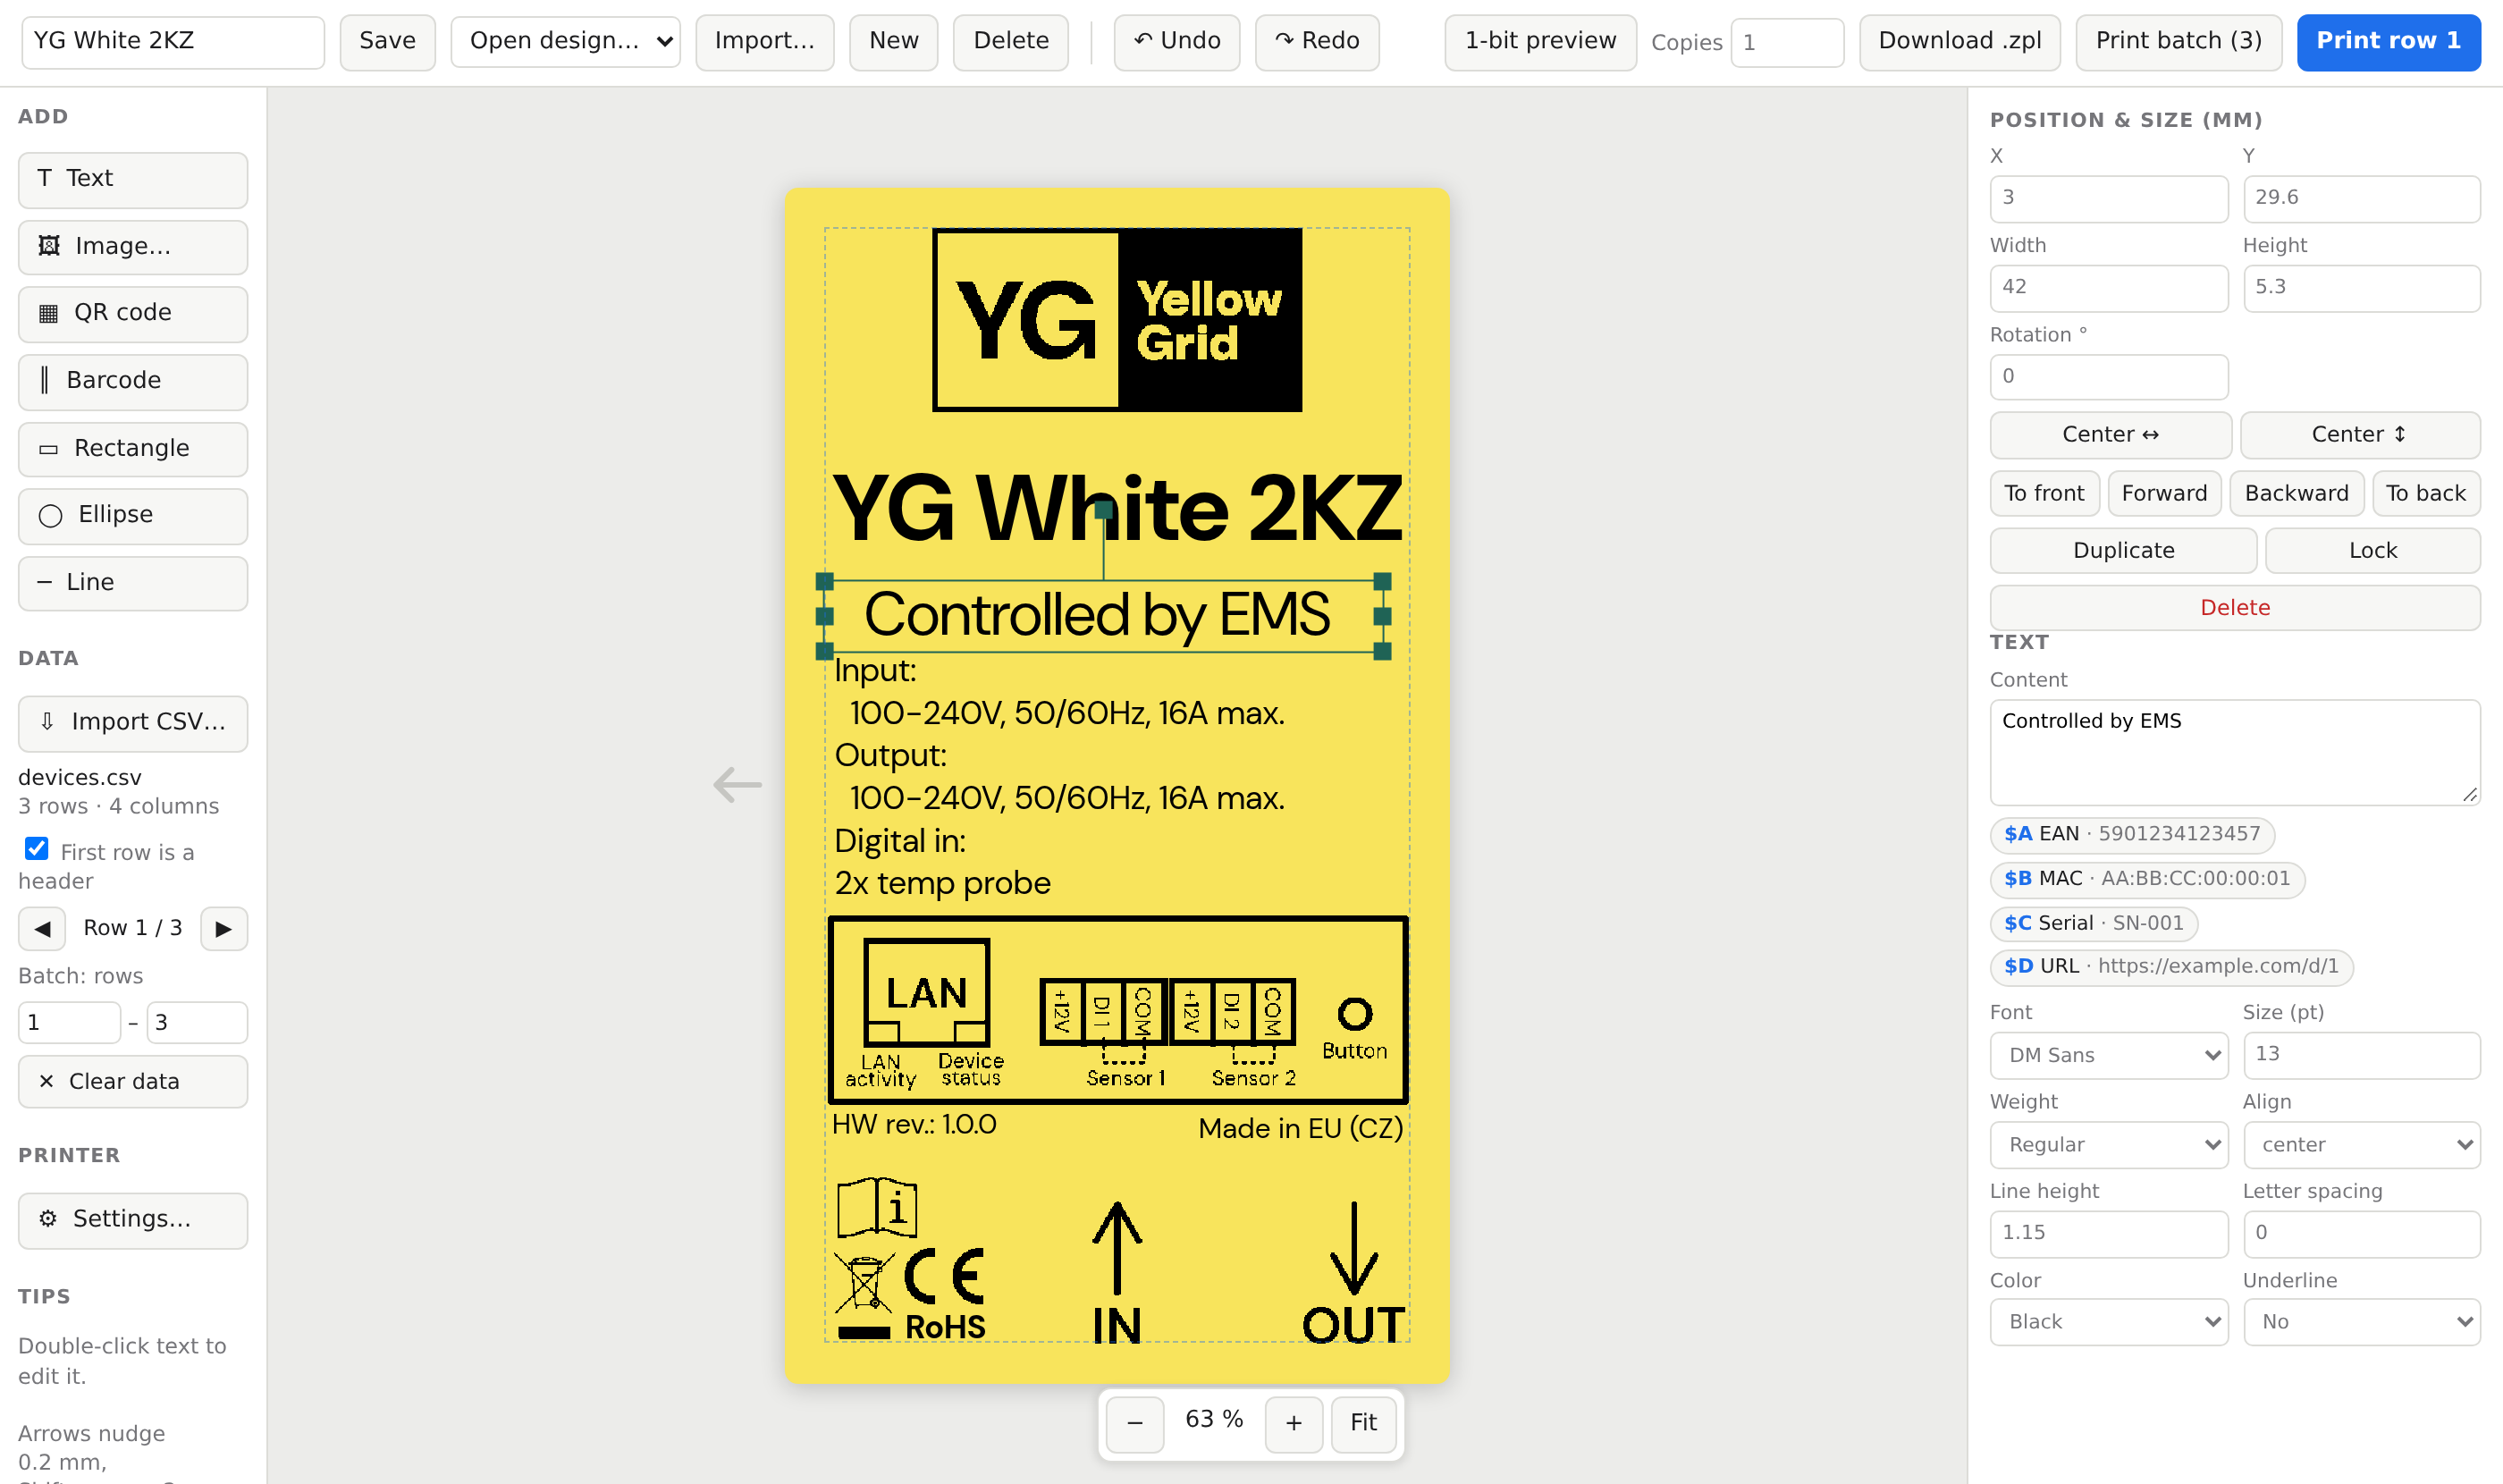 YG White 2KZ Save Open design... Import... New Delete ↶ Undo ↷ Redo 1-bit preview Copies 1 Download .zpl Print batch (3) Print row 1
ADD
T Text
Image...
QR code
Barcode
Rectangle
Ellipse
Line
DATA
Import CSV...
devices.csv
3 rows · 4 columns
First row is a
header
Row 1 / 3
Batch: rows
1 – 3
✕ Clear data
PRINTER
⚙ Settings...
TIPS
Double-click text to
edit it.
Arrows nudge
0.2 mm,
YG Yellow
Grid
YG White 2KZ
Controlled by EMS
Input:
100-240V, 50/60Hz, 16A max.
Output:
100-240V, 50/60Hz, 16A max.
Digital in:
2x temp probe
LAN
+12V DI 1 COM +12V DI 2 COM
LAN
activity
Device
status
Sensor 1
Sensor 2
Button
HW rev.: 1.0.0
Made in EU (CZ)
i
CE
RoHS
IN
OUT
− 63 % + Fit
POSITION & SIZE (MM)
X Y
3 29.6
Width Height
42 5.3
Rotation °
0
Center ↔ Center ↕
To front Forward Backward To back
Duplicate Lock
Delete
TEXT
Content
Controlled by EMS
$A EAN · 5901234123457
$B MAC · AA:BB:CC:00:00:01
$C Serial · SN-001
$D URL · https://example.com/d/1
Font Size (pt)
DM Sans 13
Weight Align
Regular center
Line height Letter spacing
1.15 0
Color Underline
Black No